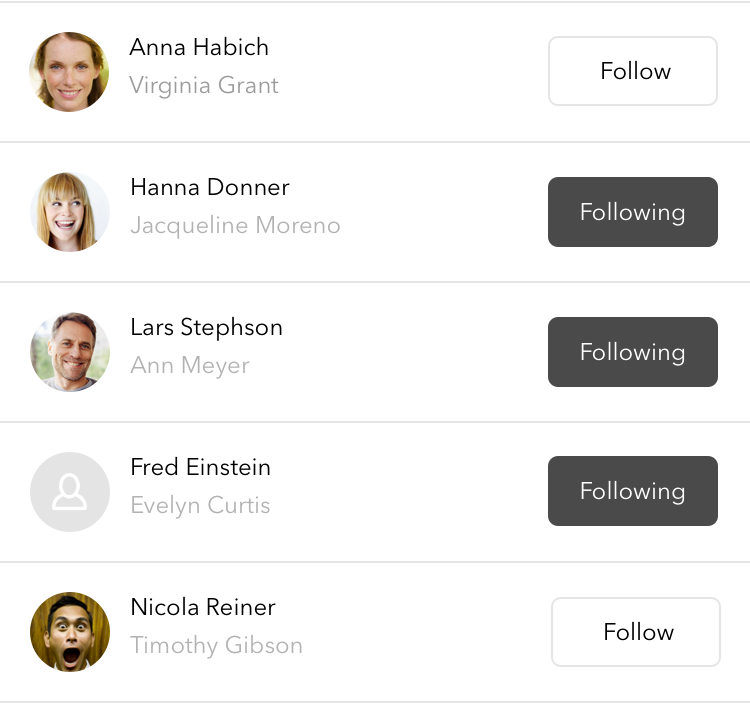 Anna Habich
Virginia Grant
Follow
Hanna Donner
Jacqueline Moreno
Following
Lars Stephson
Ann Meyer
Following
Fred Einstein
Evelyn Curtis
Following
Nicola Reiner
Timothy Gibson
Follow